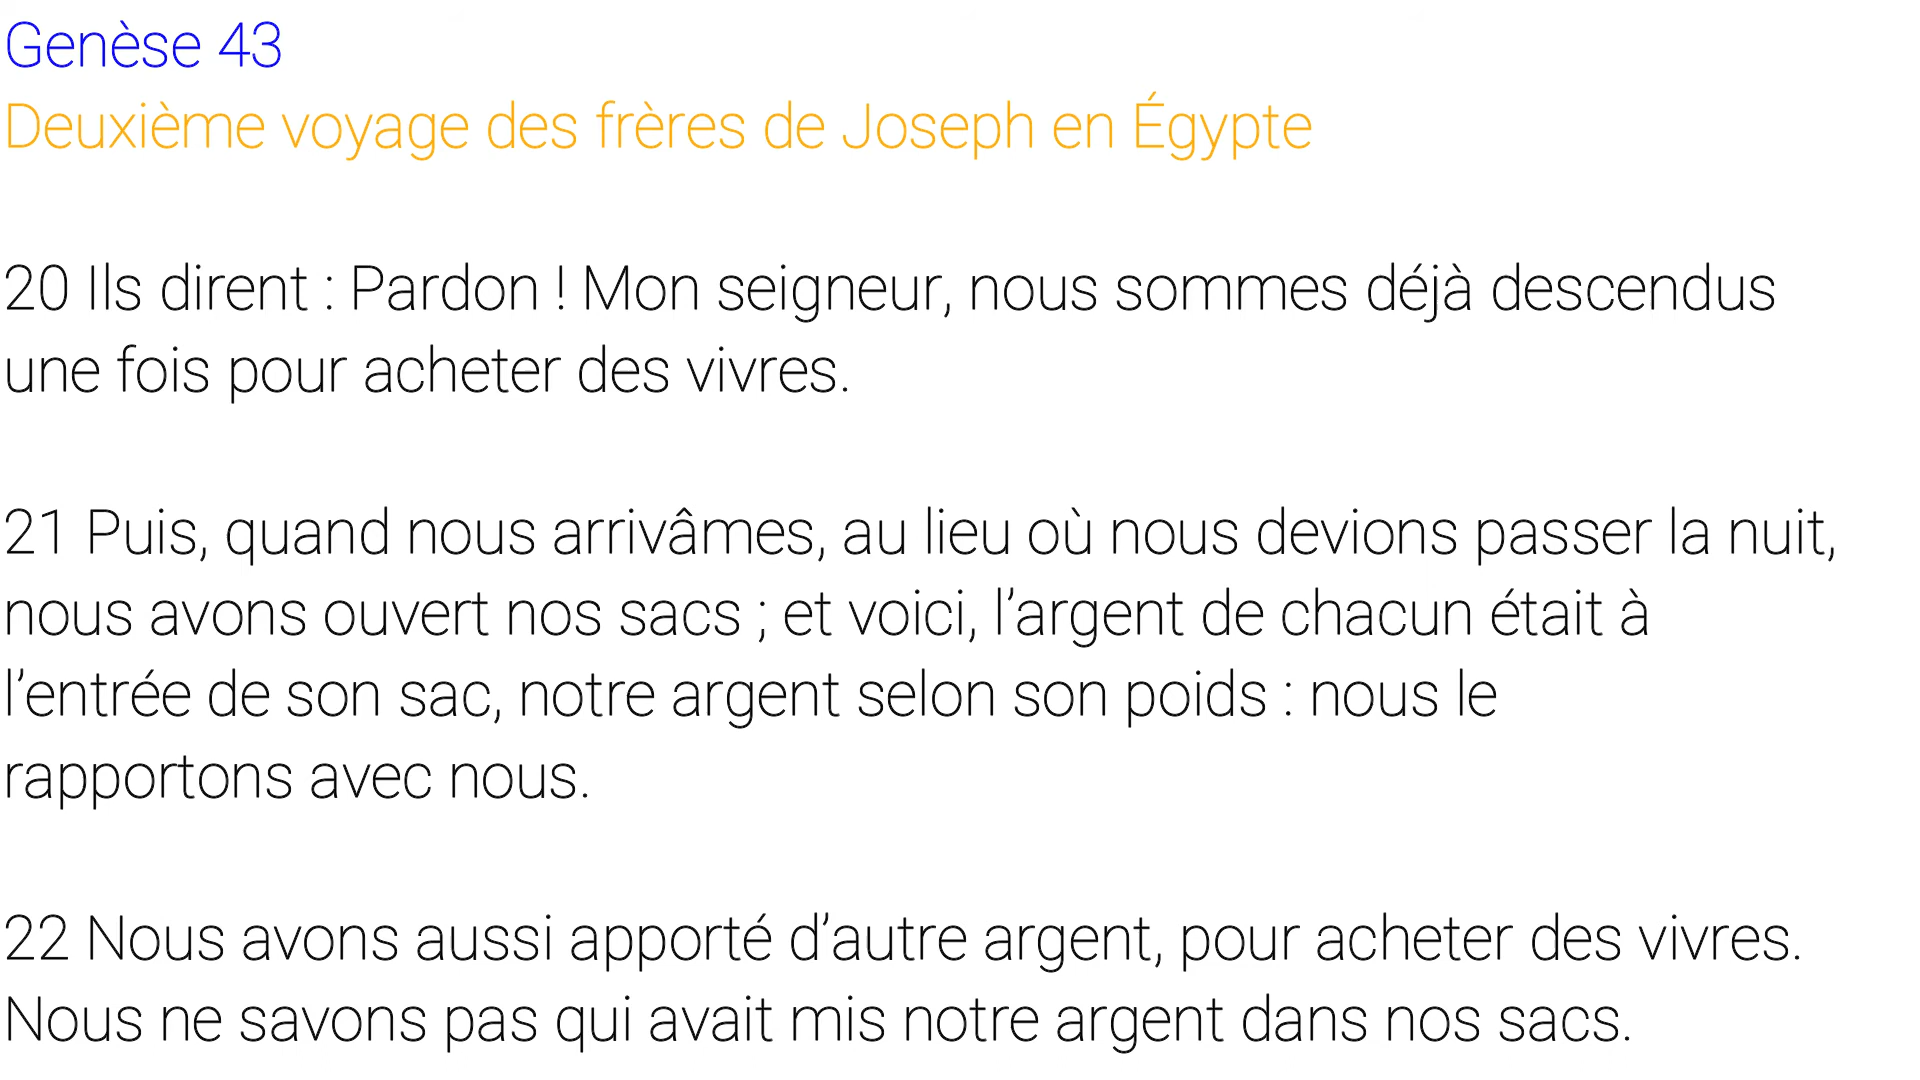 Genèse 43
Deuxième voyage des frères de Joseph en Égypte
20 Ils dirent : Pardon ! Mon seigneur, nous sommes déjà descendus
une fois pour acheter des vivres.
21 Puis, quand nous arrivâmes, au lieu où nous devions passer la nuit,
nous avons ouvert nos sacs ; et voici, l’argent de chacun était à
l’entrée de son sac, notre argent selon son poids : nous le
rapportons avec nous.
22 Nous avons aussi apporté d’autre argent, pour acheter des vivres.
Nous ne savons pas qui avait mis notre argent dans nos sacs.